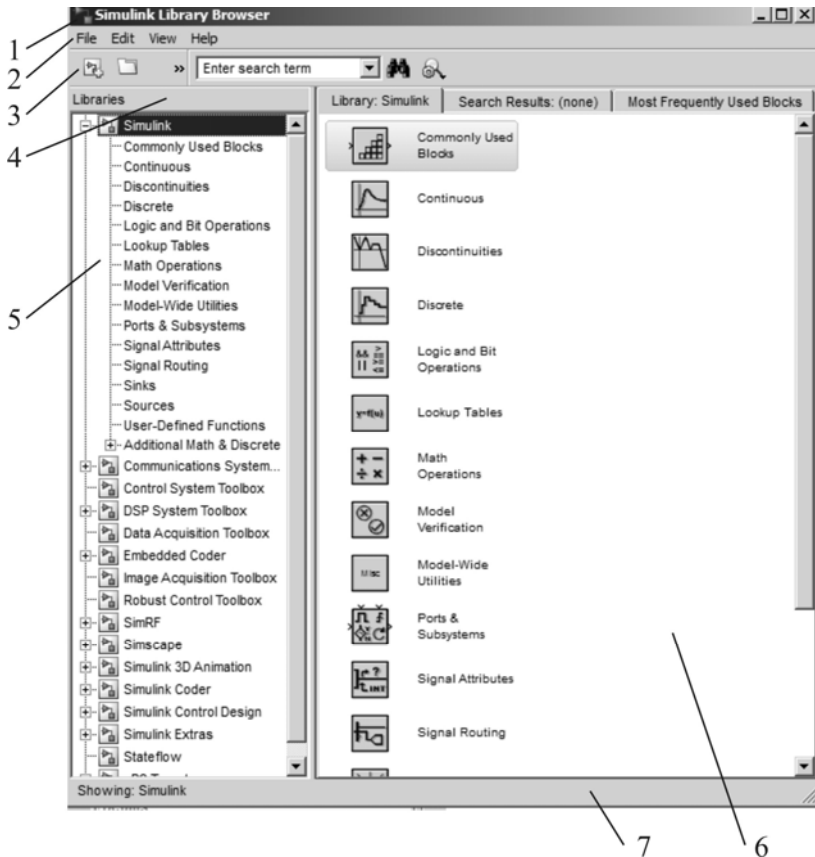 Simulink Library Browser
1
File Edit View Help
2
» Enter search term
3
Libraries
4
Library: Simulink Search Results: (none) Most Frequently Used Blocks
Simulink
Commonly Used Blocks
Continuous
Discontinuities
Discrete
Logic and Bit Operations
Lookup Tables
Math Operations
Model Verification
Model-Wide Utilities
Ports & Subsystems
Signal Attributes
Signal Routing
Sinks
Sources
User-Defined Functions
Additional Math & Discrete
5
Communications System...
Control System Toolbox
DSP System Toolbox
Data Acquisition Toolbox
Embedded Coder
Image Acquisition Toolbox
Robust Control Toolbox
SimRF
Simscape
Simulink 3D Animation
Simulink Coder
Simulink Control Design
Simulink Extras
Stateflow
Commonly Used
Blocks
Continuous
Discontinuities
Discrete
&& > || >= <=
Logic and Bit
Operations
y=f(u)
Lookup Tables
+ − ÷ ×
Math
Operations
Model
Verification
Misc
Model-Wide
Utilities
Ports &
Subsystems
? INT
Signal Attributes
Signal Routing
Showing: Simulink
7
6